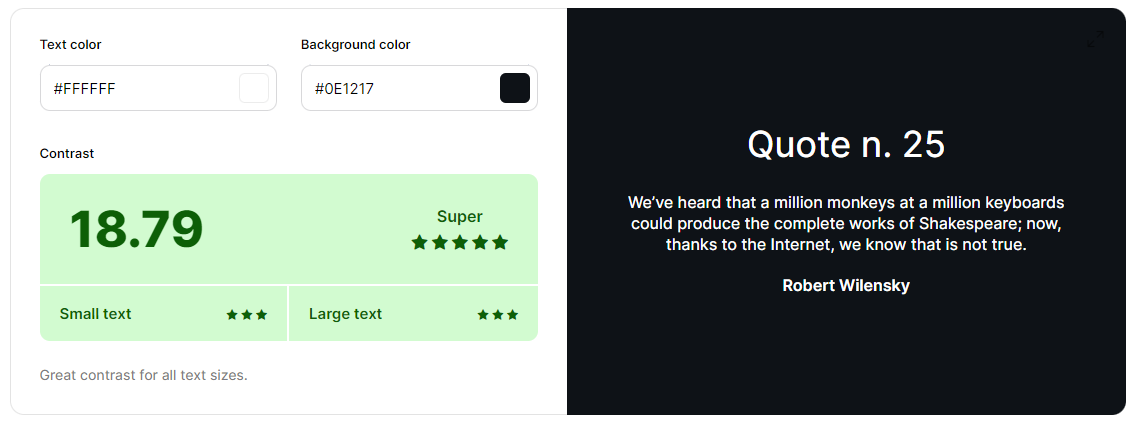 Text color
Background color
#FFFFFF
#0E1217
Contrast
18.79
Super
Small text
Large text
Great contrast for all text sizes.
Quote n. 25
We’ve heard that a million monkeys at a million keyboards
could produce the complete works of Shakespeare; now,
thanks to the Internet, we know that is not true.
Robert Wilensky